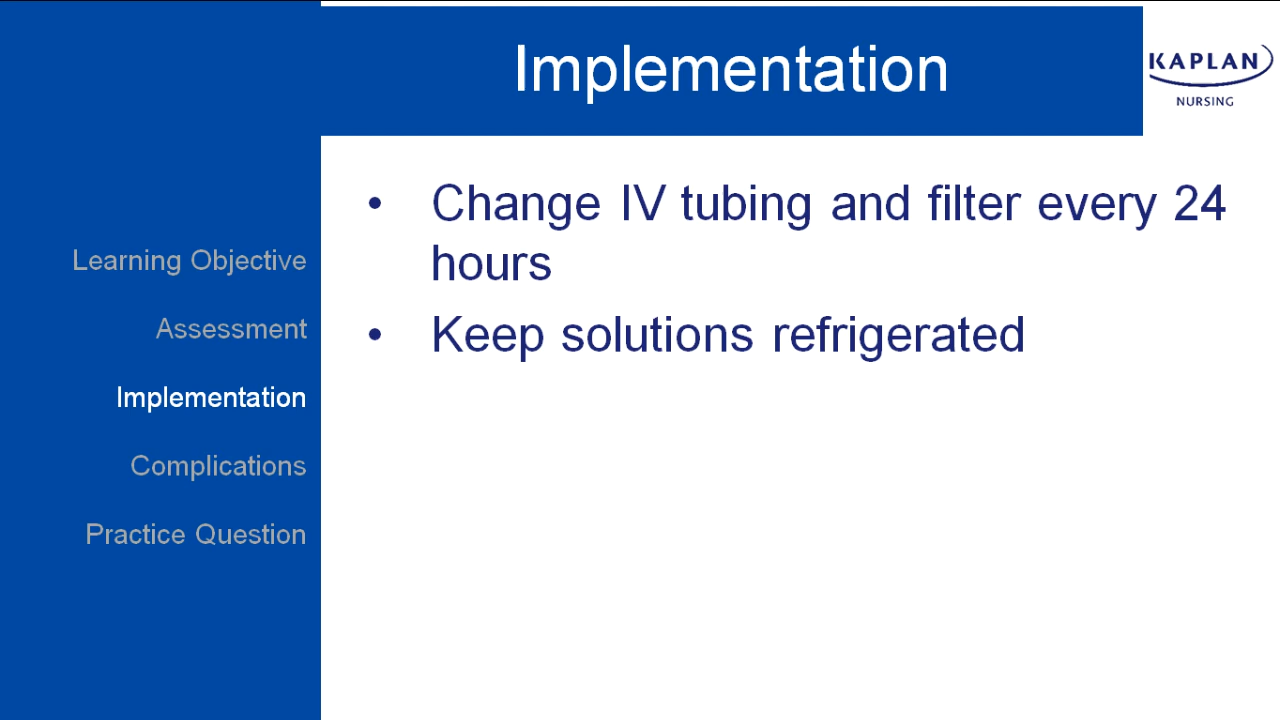 Implementation
KAPLAN
NURSING
• Change IV tubing and filter every 24
hours
• Keep solutions refrigerated
Learning Objective
Assessment
Implementation
Complications
Practice Question